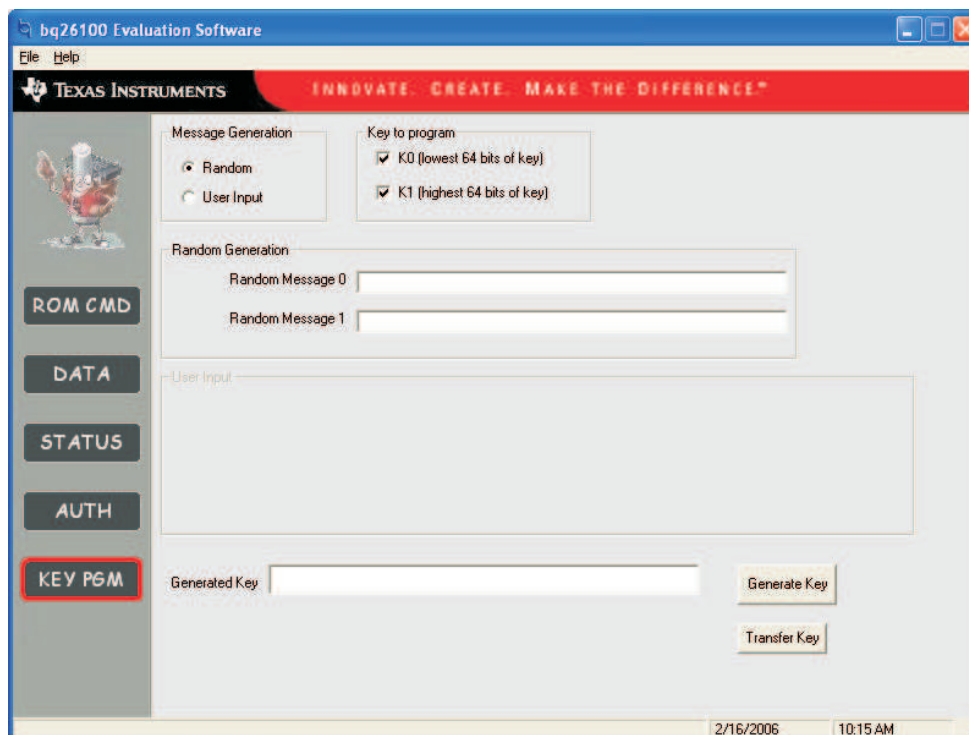 bq26100 Evaluation Software
File Help
TEXAS INSTRUMENTS
INNOVATE. CREATE. MAKE THE DIFFERENCE.™
Message Generation
Random
User Input
Key to program
K0 (lowest 64 bits of key)
K1 (highest 64 bits of key)
Random Generation
Random Message 0
Random Message 1
User Input
ROM CMD
DATA
STATUS
AUTH
KEY PGM
Generated Key
Generate Key
Transfer Key
2/16/2006
10:15 AM